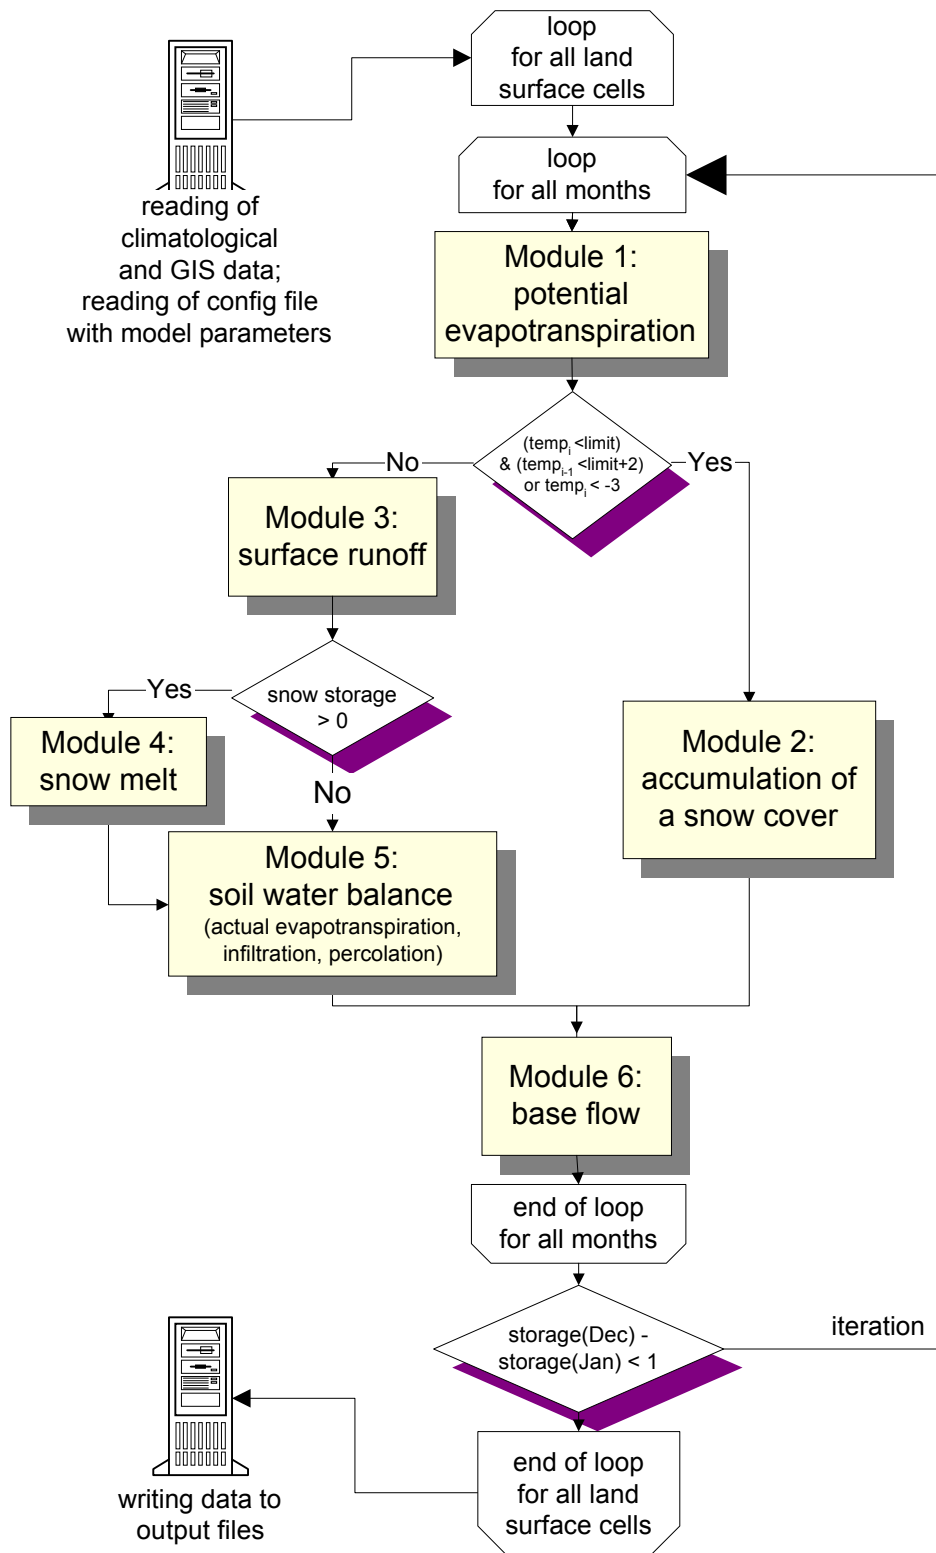 loop
for all land
surface cells
loop
for all months
reading of
climatological
and GIS data;
reading of config file
with model parameters
Module 1:
potential
evapotranspiration
(temp_i <limit)
& (temp_i-1 <limit+2)
or temp_i < -3
No
Yes
Module 3:
surface runoff
snow storage
> 0
Yes
No
Module 4:
snow melt
Module 2:
accumulation of
a snow cover
Module 5:
soil water balance
(actual evapotranspiration,
infiltration, percolation)
Module 6:
base flow
end of loop
for all months
storage(Dec) -
storage(Jan) < 1
iteration
end of loop
for all land
surface cells
writing data to
output files